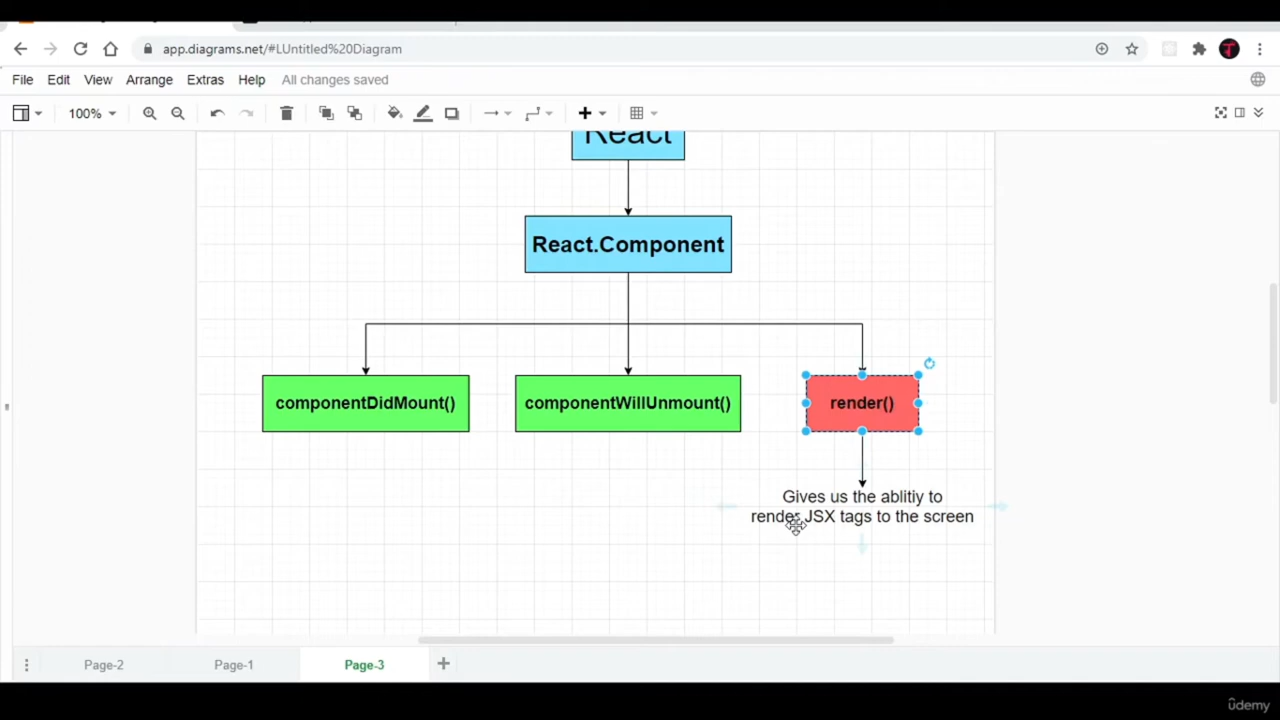 app.diagrams.net/#LUntitled%20Diagram
File Edit View Arrange Extras Help All changes saved
100%
React
React.Component
componentDidMount() componentWillUnmount() render()
Gives us the ablitiy to
render JSX tags to the screen
Page-2 Page-1 Page-3
udemy